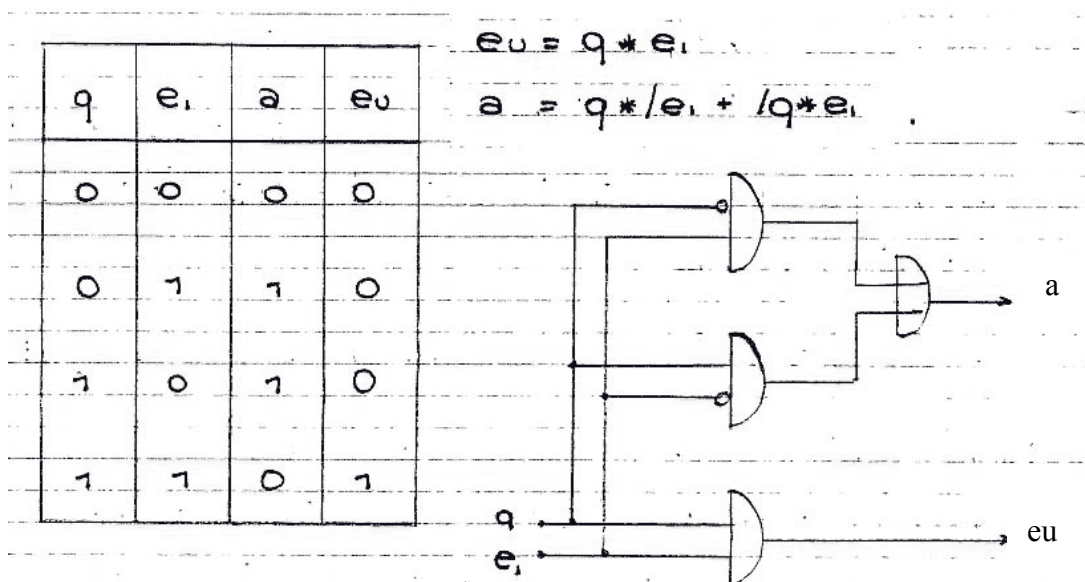 eu = q * e₁
a = q * /e₁ + /q * e₁ .
q e₁ a eu
0 0 0 0
0 1 1 0
1 0 1 0
1 1 0 1
a
q
e₁
eu